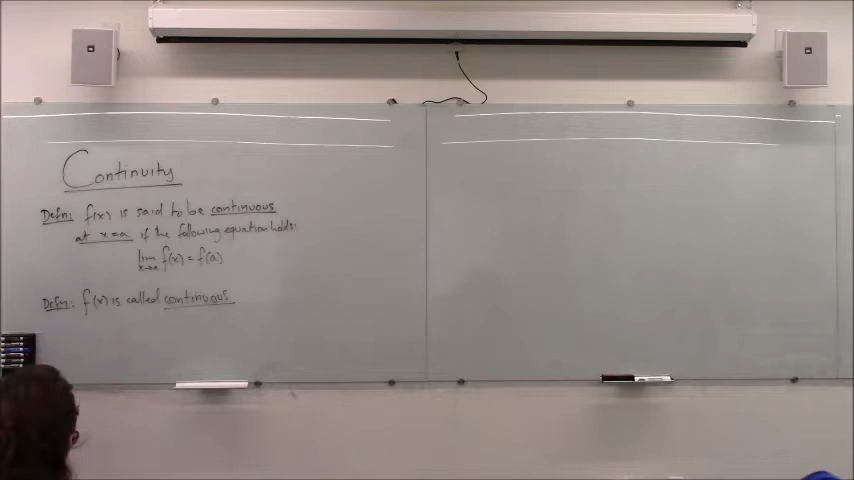 Continuity
Defn: f(x) is said to be continuous
at x=a if the following equation holds:
lim f(x) = f(a)
x→a
Defn: f(x) is called continuous